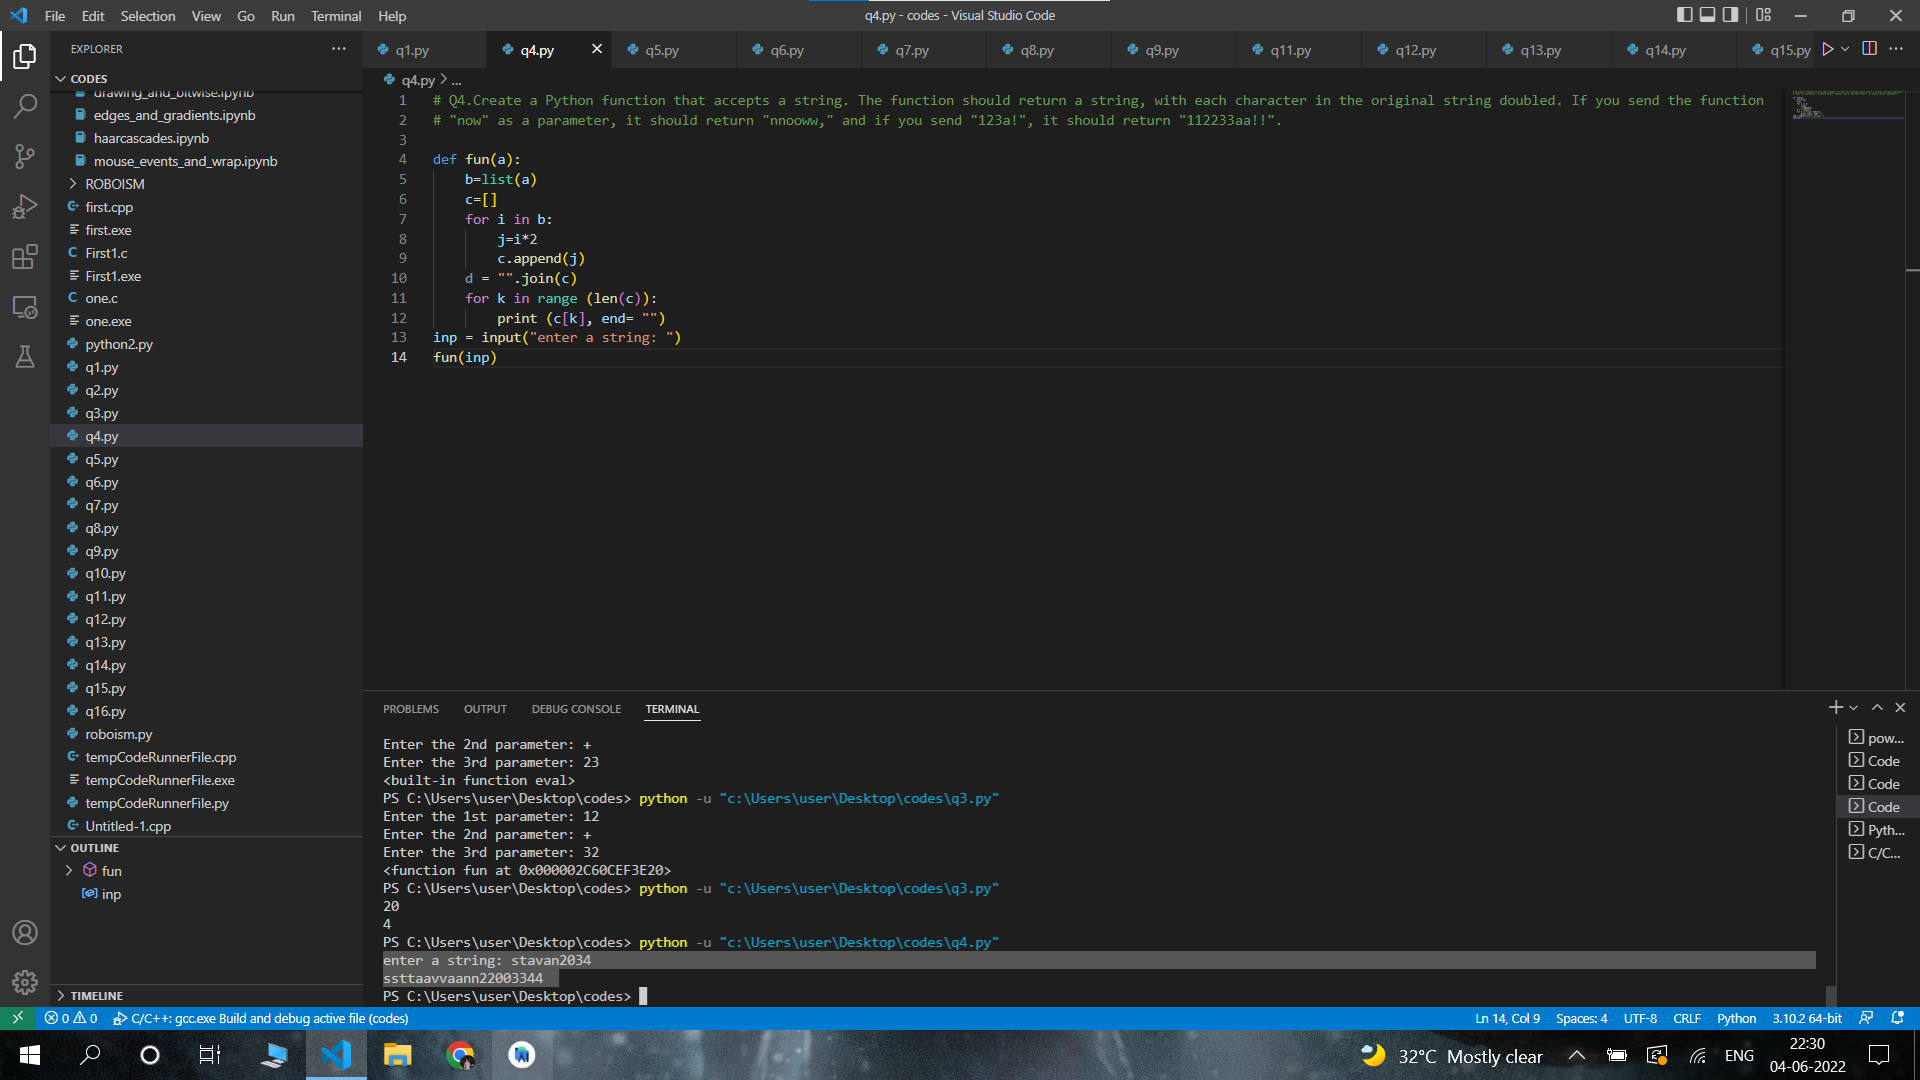 File Edit Selection View Go Run Terminal Help
q4.py - codes - Visual Studio Code
EXPLORER
q1.py q4.py q5.py q6.py q7.py q8.py q9.py q11.py q12.py q13.py q14.py q15.py
q4.py > ...
CODES
drawing_and_bitwise.ipynb
edges_and_gradients.ipynb
haarcascades.ipynb
mouse_events_and_wrap.ipynb
ROBOISM
first.cpp
first.exe
First1.c
First1.exe
one.c
one.exe
python2.py
q1.py
q2.py
q3.py
q4.py
q5.py
q6.py
q7.py
q8.py
q9.py
q10.py
q11.py
q12.py
q13.py
q14.py
q15.py
q16.py
roboism.py
tempCodeRunnerFile.cpp
tempCodeRunnerFile.exe
tempCodeRunnerFile.py
Untitled-1.cpp
OUTLINE
fun
inp
TIMELINE
1 # Q4.Create a Python function that accepts a string. The function should return a string, with each character in the original string doubled. If you send the function
2 # "now" as a parameter, it should return "nnooww," and if you send "123a!", it should return "112233aa!!".
3
4 def fun(a):
5 b=list(a)
6 c=[]
7 for i in b:
8 j=i*2
9 c.append(j)
10 d = "".join(c)
11 for k in range (len(c)):
12 print (c[k], end= "")
13 inp = input("enter a string: ")
14 fun(inp)
PROBLEMS OUTPUT DEBUG CONSOLE TERMINAL
Enter the 2nd parameter: +
Enter the 3rd parameter: 23
<built-in function eval>
PS C:\Users\user\Desktop\codes> python -u "c:\Users\user\Desktop\codes\q3.py"
Enter the 1st parameter: 12
Enter the 2nd parameter: +
Enter the 3rd parameter: 32
<function fun at 0x000002C60CEF3E20>
PS C:\Users\user\Desktop\codes> python -u "c:\Users\user\Desktop\codes\q3.py"
20
4
PS C:\Users\user\Desktop\codes> python -u "c:\Users\user\Desktop\codes\q4.py"
enter a string: stavan2034
ssttaavvaann22003344
PS C:\Users\user\Desktop\codes>
pow...
Code
Code
Code
Pyth...
C/C...
0 0 C/C++: gcc.exe Build and debug active file (codes)
Ln 14, Col 9 Spaces: 4 UTF-8 CRLF Python 3.10.2 64-bit
32°C Mostly clear ENG
22:30
04-06-2022